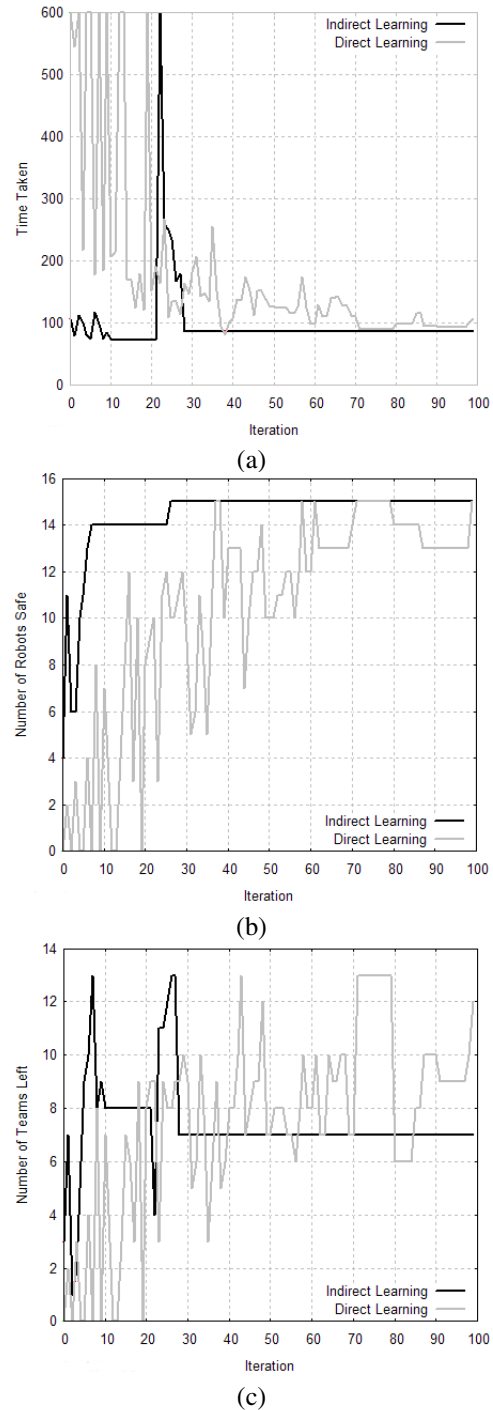 600
500
400
300
200
100
0
Time Taken
Indirect Learning
Direct Learning
0 10 20 30 40 50 60 70 80 90 100
Iteration
(a)
16
14
12
10
8
6
4
2
0
Number of Robots Safe
Indirect Learning
Direct Learning
0 10 20 30 40 50 60 70 80 90 100
Iteration
(b)
14
12
10
8
6
4
2
0
Number of Teams Left
Indirect Learning
Direct Learning
0 10 20 30 40 50 60 70 80 90 100
Iteration
(c)